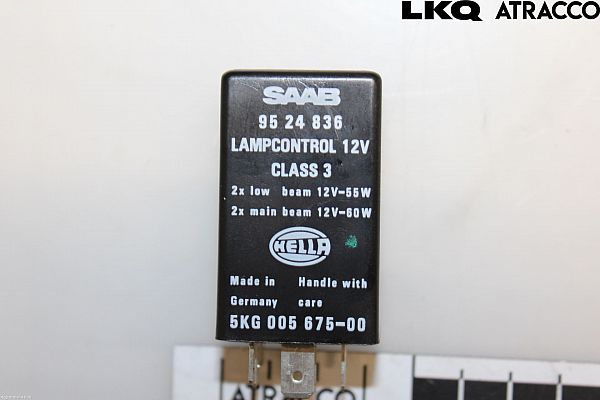 LKQ ATRACCO
SAAB
95 24 836
LAMPCONTROL 12V
CLASS 3
2x low beam 12V-55W
2x main beam 12V-60W
HELLA
Made in Handle with
Germany care
5KG 005 675-00
ATRACCO